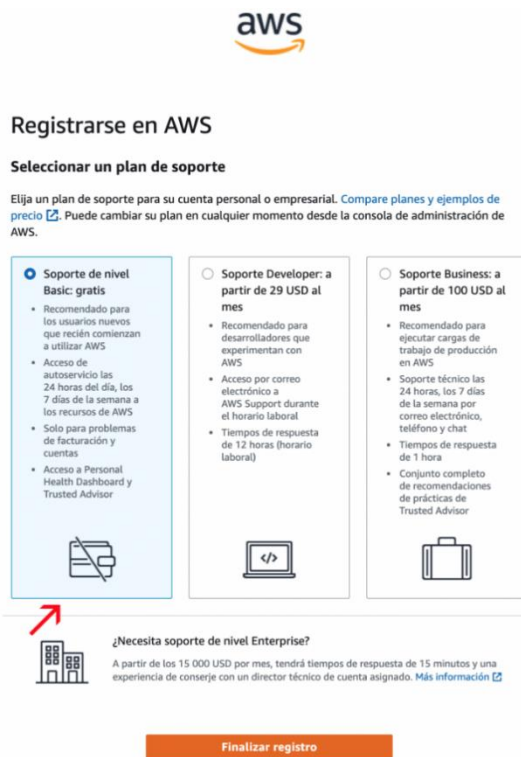 aws
Registrarse en AWS
Seleccionar un plan de soporte
Elija un plan de soporte para su cuenta personal o empresarial. Compare planes y ejemplos de
precio. Puede cambiar su plan en cualquier momento desde la consola de administración de
AWS.
Soporte de nivel
Basic: gratis
• Recomendado para
los usuarios nuevos
que recién comienzan
a utilizar AWS
• Acceso de
autoservicio las
24 horas del día, los
7 días de la semana a
los recursos de AWS
• Solo para problemas
de facturación y
cuentas
• Acceso a Personal
Health Dashboard y
Trusted Advisor
Soporte Developer: a
partir de 29 USD al
mes
• Recomendado para
desarrolladores que
experimentan con
AWS
• Acceso por correo
electrónico a
AWS Support durante
el horario laboral
• Tiempos de respuesta
de 12 horas (horario
laboral)
</>
Soporte Business: a
partir de 100 USD al
mes
• Recomendado para
ejecutar cargas de
trabajo de producción
en AWS
• Soporte técnico las
24 horas, los 7 días
de la semana por
correo electrónico,
teléfono y chat
• Tiempos de respuesta
de 1 hora
• Conjunto completo
de recomendaciones
de prácticas de
Trusted Advisor
¿Necesita soporte de nivel Enterprise?
A partir de los 15 000 USD por mes, tendrá tiempos de respuesta de 15 minutos y una
experiencia de conserje con un director técnico de cuenta asignado. Más información
Finalizar registro